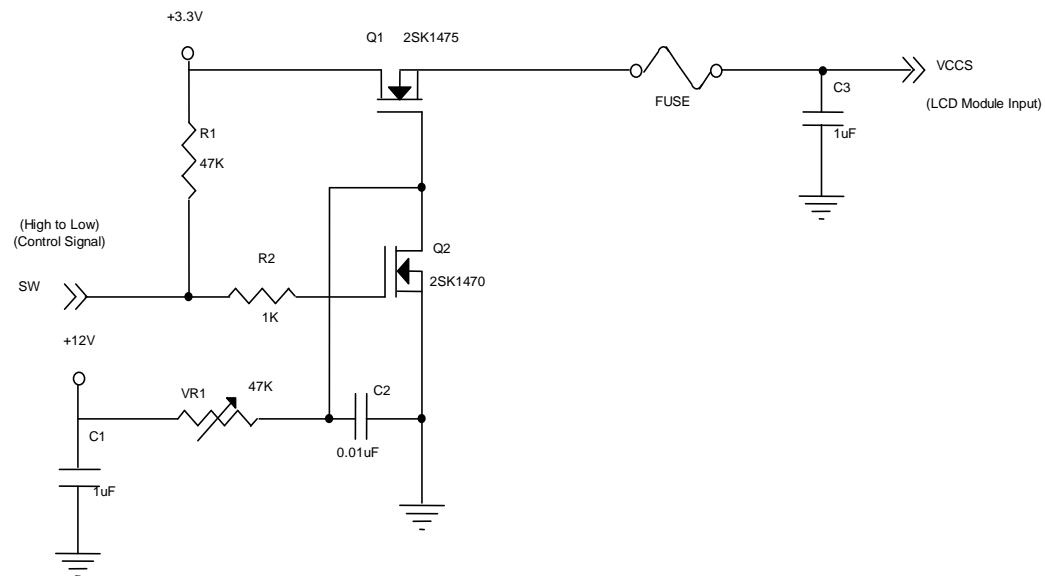 +3.3V
Q1 2SK1475
VCCS
FUSE
C3
(LCD Module Input)
1uF
R1
47K
(High to Low)
(Control Signal)
R2
Q2
2SK1470
SW
1K
+12V
VR1
47K
C2
C1
0.01uF
1uF